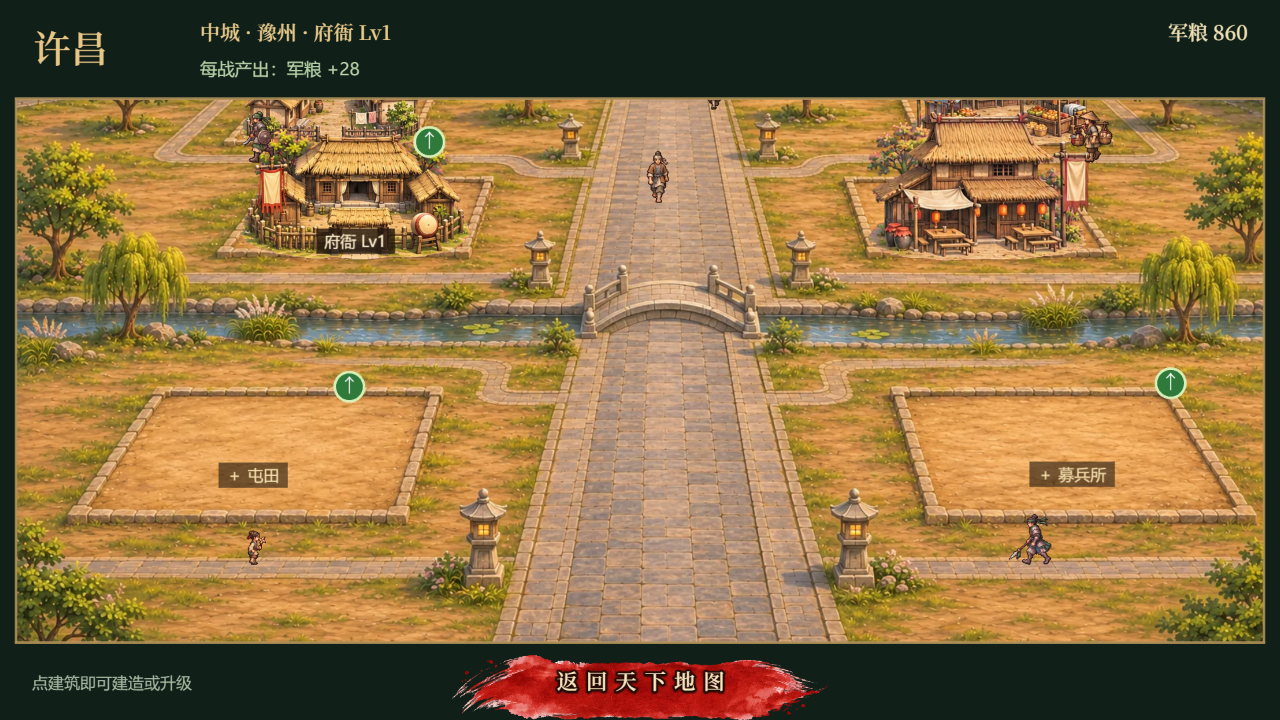 许昌
中城 · 豫州 · 府衙 Lv1
每战产出：军粮 +28
军粮 860
府衙 Lv1
+ 屯田
+ 募兵所
点建筑即可建造或升级
返回天下地图